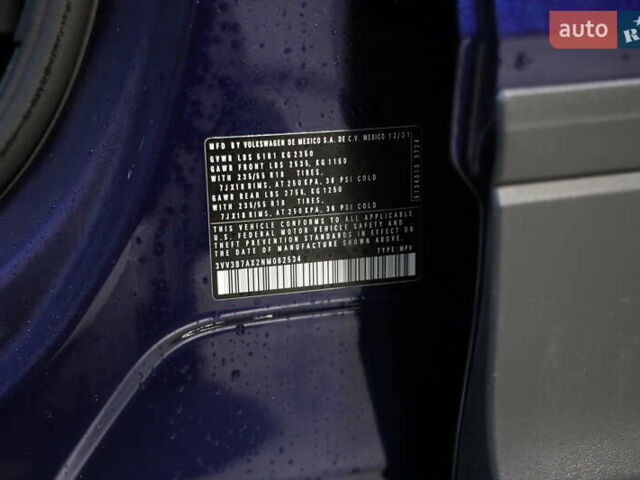 auto
R
MFD BY VOLKSWAGEN DE MEXICO S.A. DE C.V. MEXICO 12/21
GVWR LBS 5181 KG 2350
GAWR FRONT LBS 2535, KG 1150
WITH 235/55 R18 TIRES,
7JX18 RIMS, AT 250 KPA, 36 PSI COLD
GAWR REAR LBS 2756, KG 1250
WITH 235/55 R18 TIRES,
7JX18 RIMS, AT 250 KPA, 36 PSI COLD
THIS VEHICLE CONFORMS TO ALL APPLICABLE
U.S. FEDERAL MOTOR VEHICLE SAFETY AND
THEFT PREVENTION STANDARDS IN EFFECT
ON THE DATE OF MANUFACTURE SHOWN ABOVE.
3VV3B7AX2NM062534 TYPE: MPV